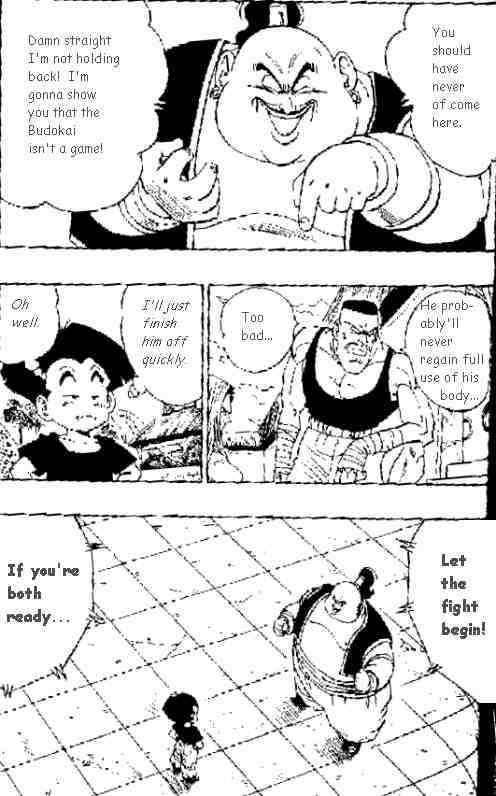 Damn straight
I'm not holding
back! I'm
gonna show
you that the
Budokai
isn't a game!
You
should
have
never
of come
here.
Oh
well.
I'll just
finish
him off
quickly.
Too
bad...
He prob-
ably'll
never
regain full
use of his
body...
If you're
both
ready...
Let
the
fight
begin!